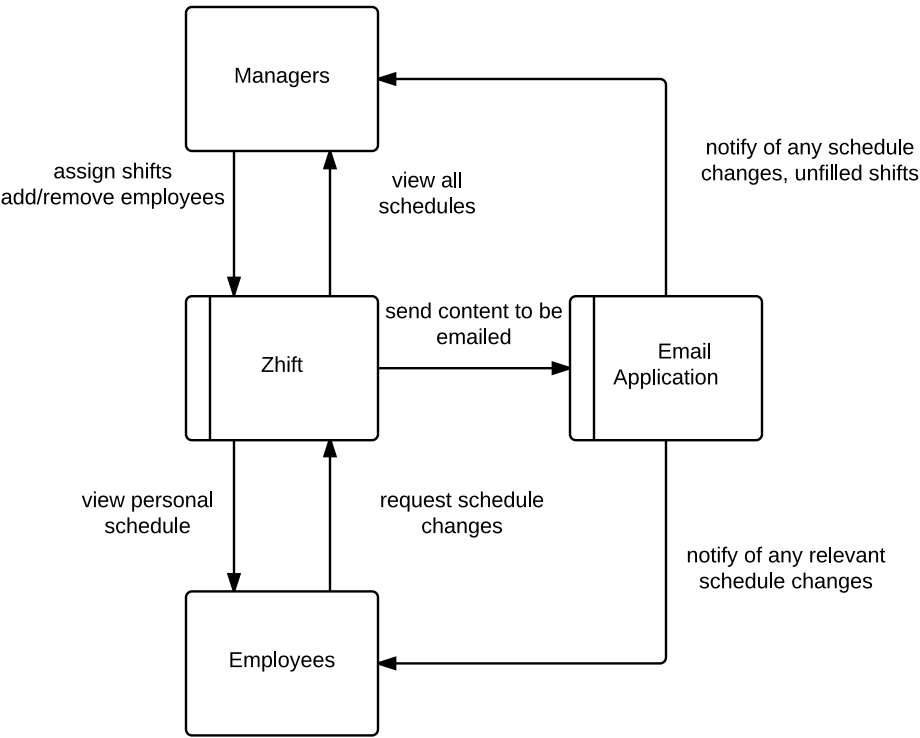 Managers
assign shifts
add/remove employees
view all
schedules
notify of any schedule
changes, unfilled shifts
Zhift
send content to be
emailed
Email
Application
view personal
schedule
request schedule
changes
notify of any relevant
schedule changes
Employees